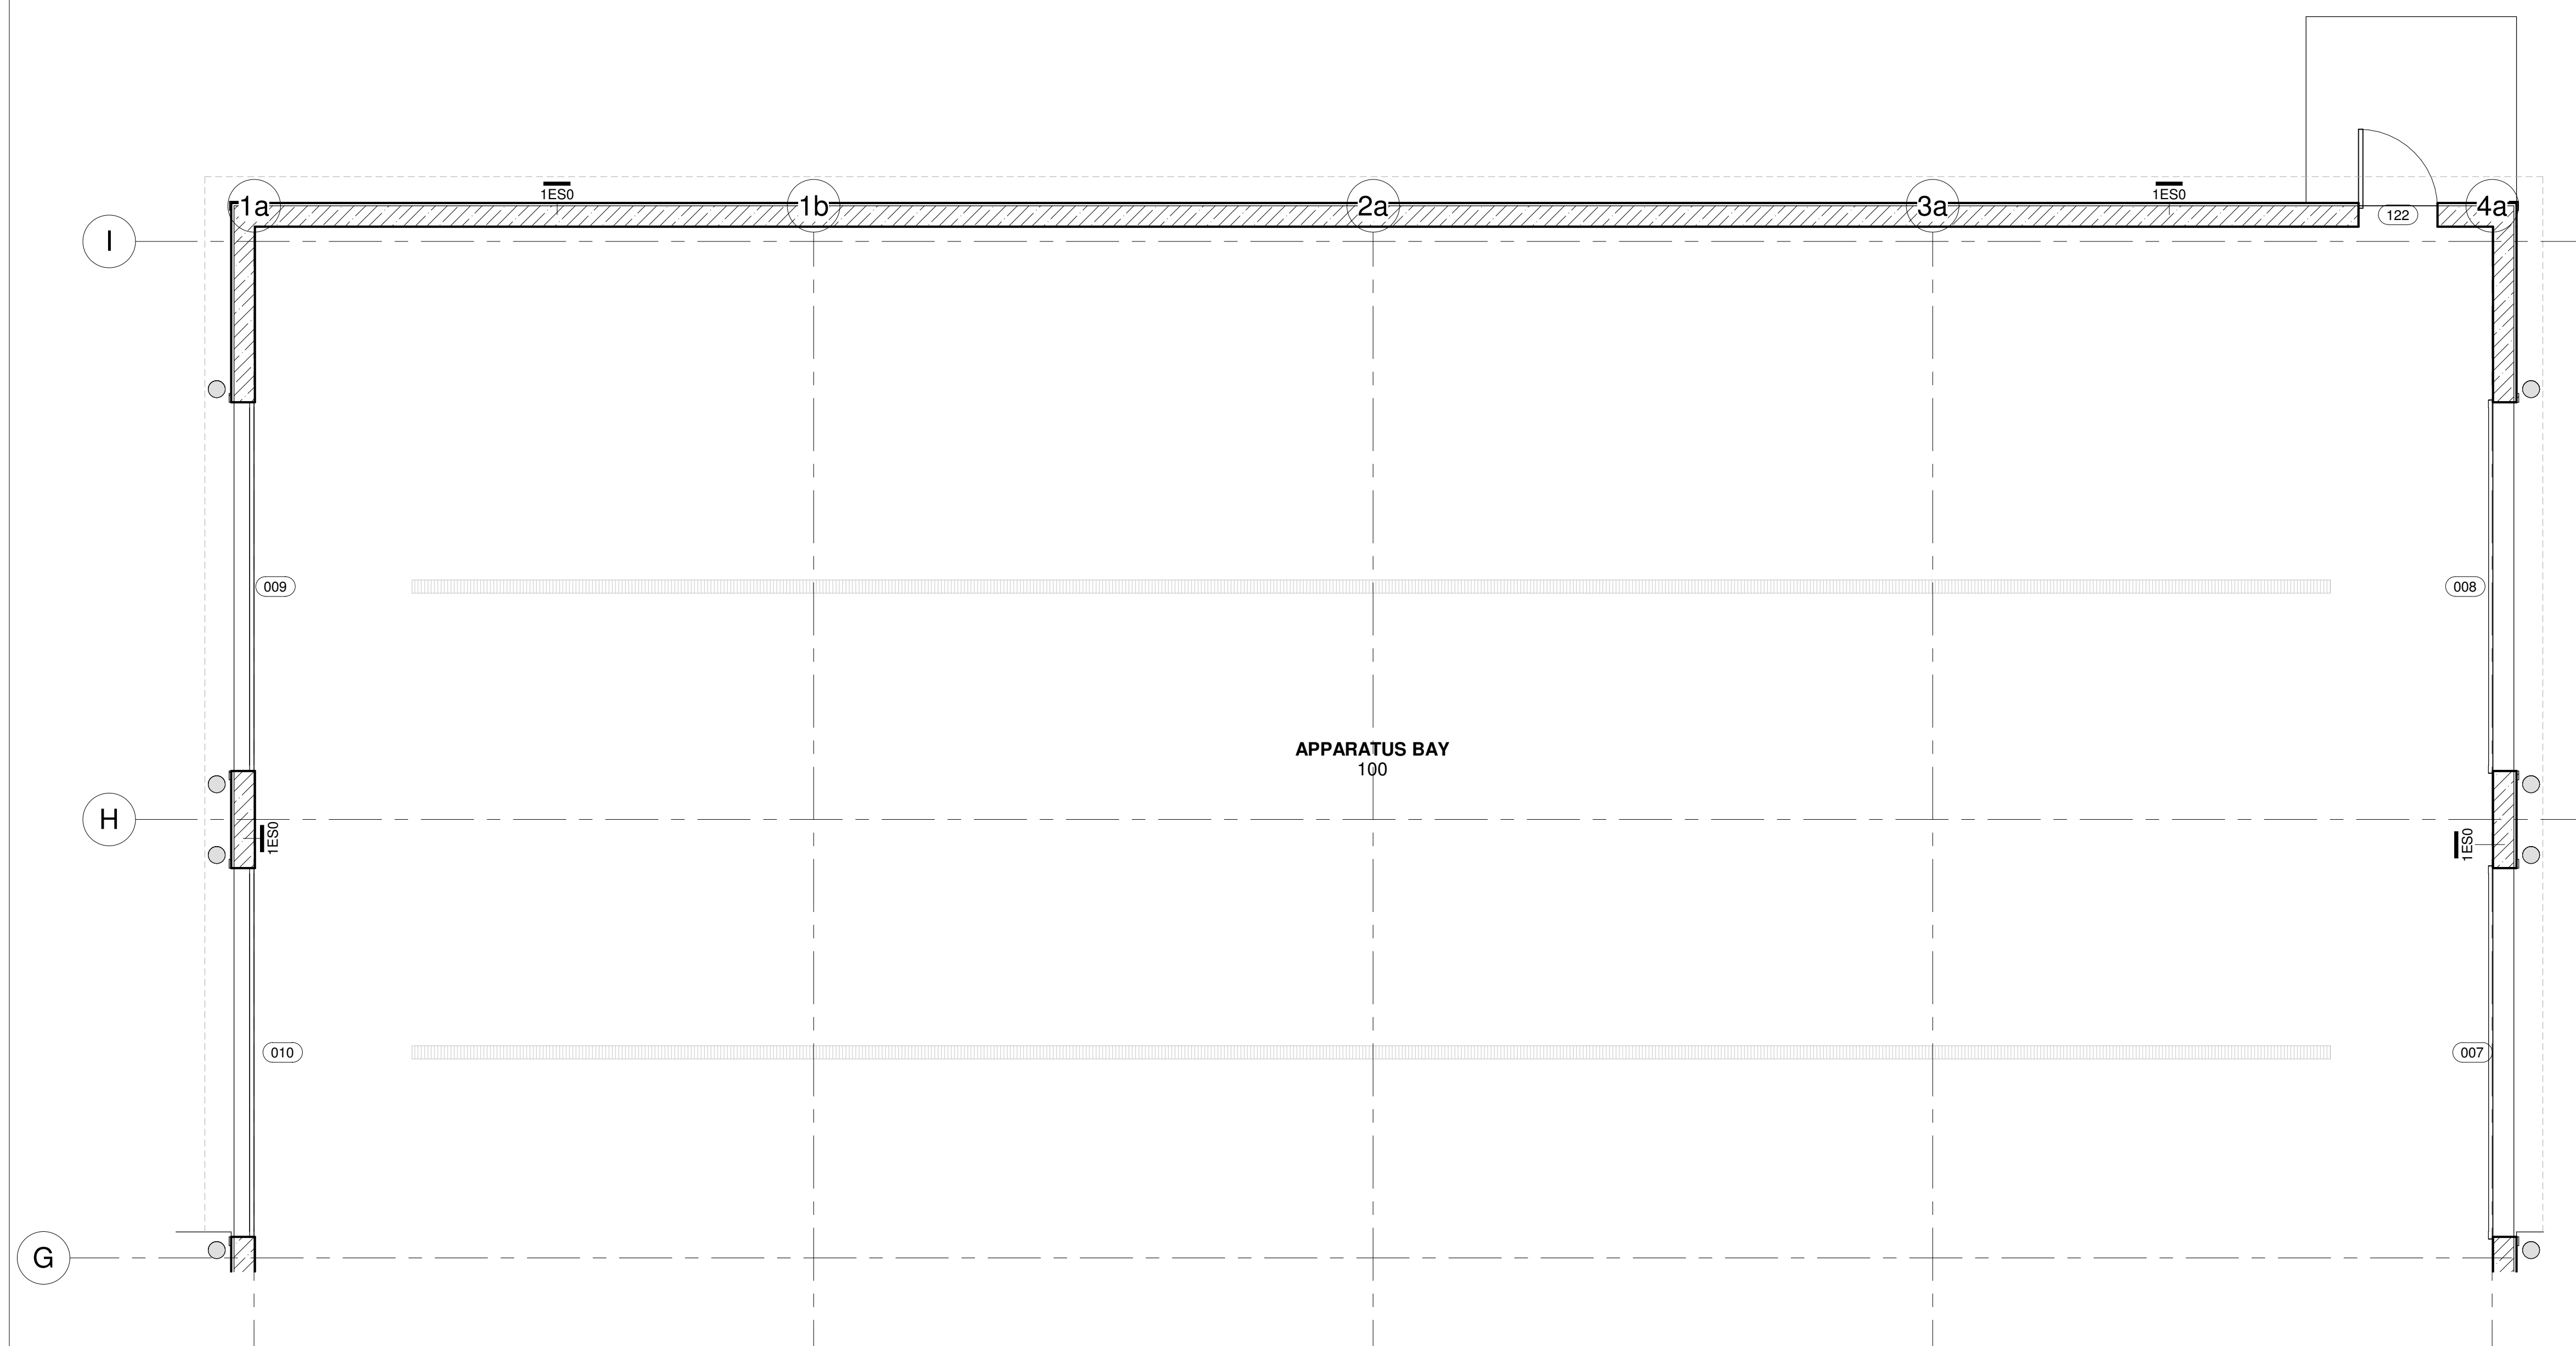 1ES0
1ES0
1a
1b
2a
3a
122
4a
I
009
008
APPARATUS BAY
100
H
1ES0
1ES0
010
007
G